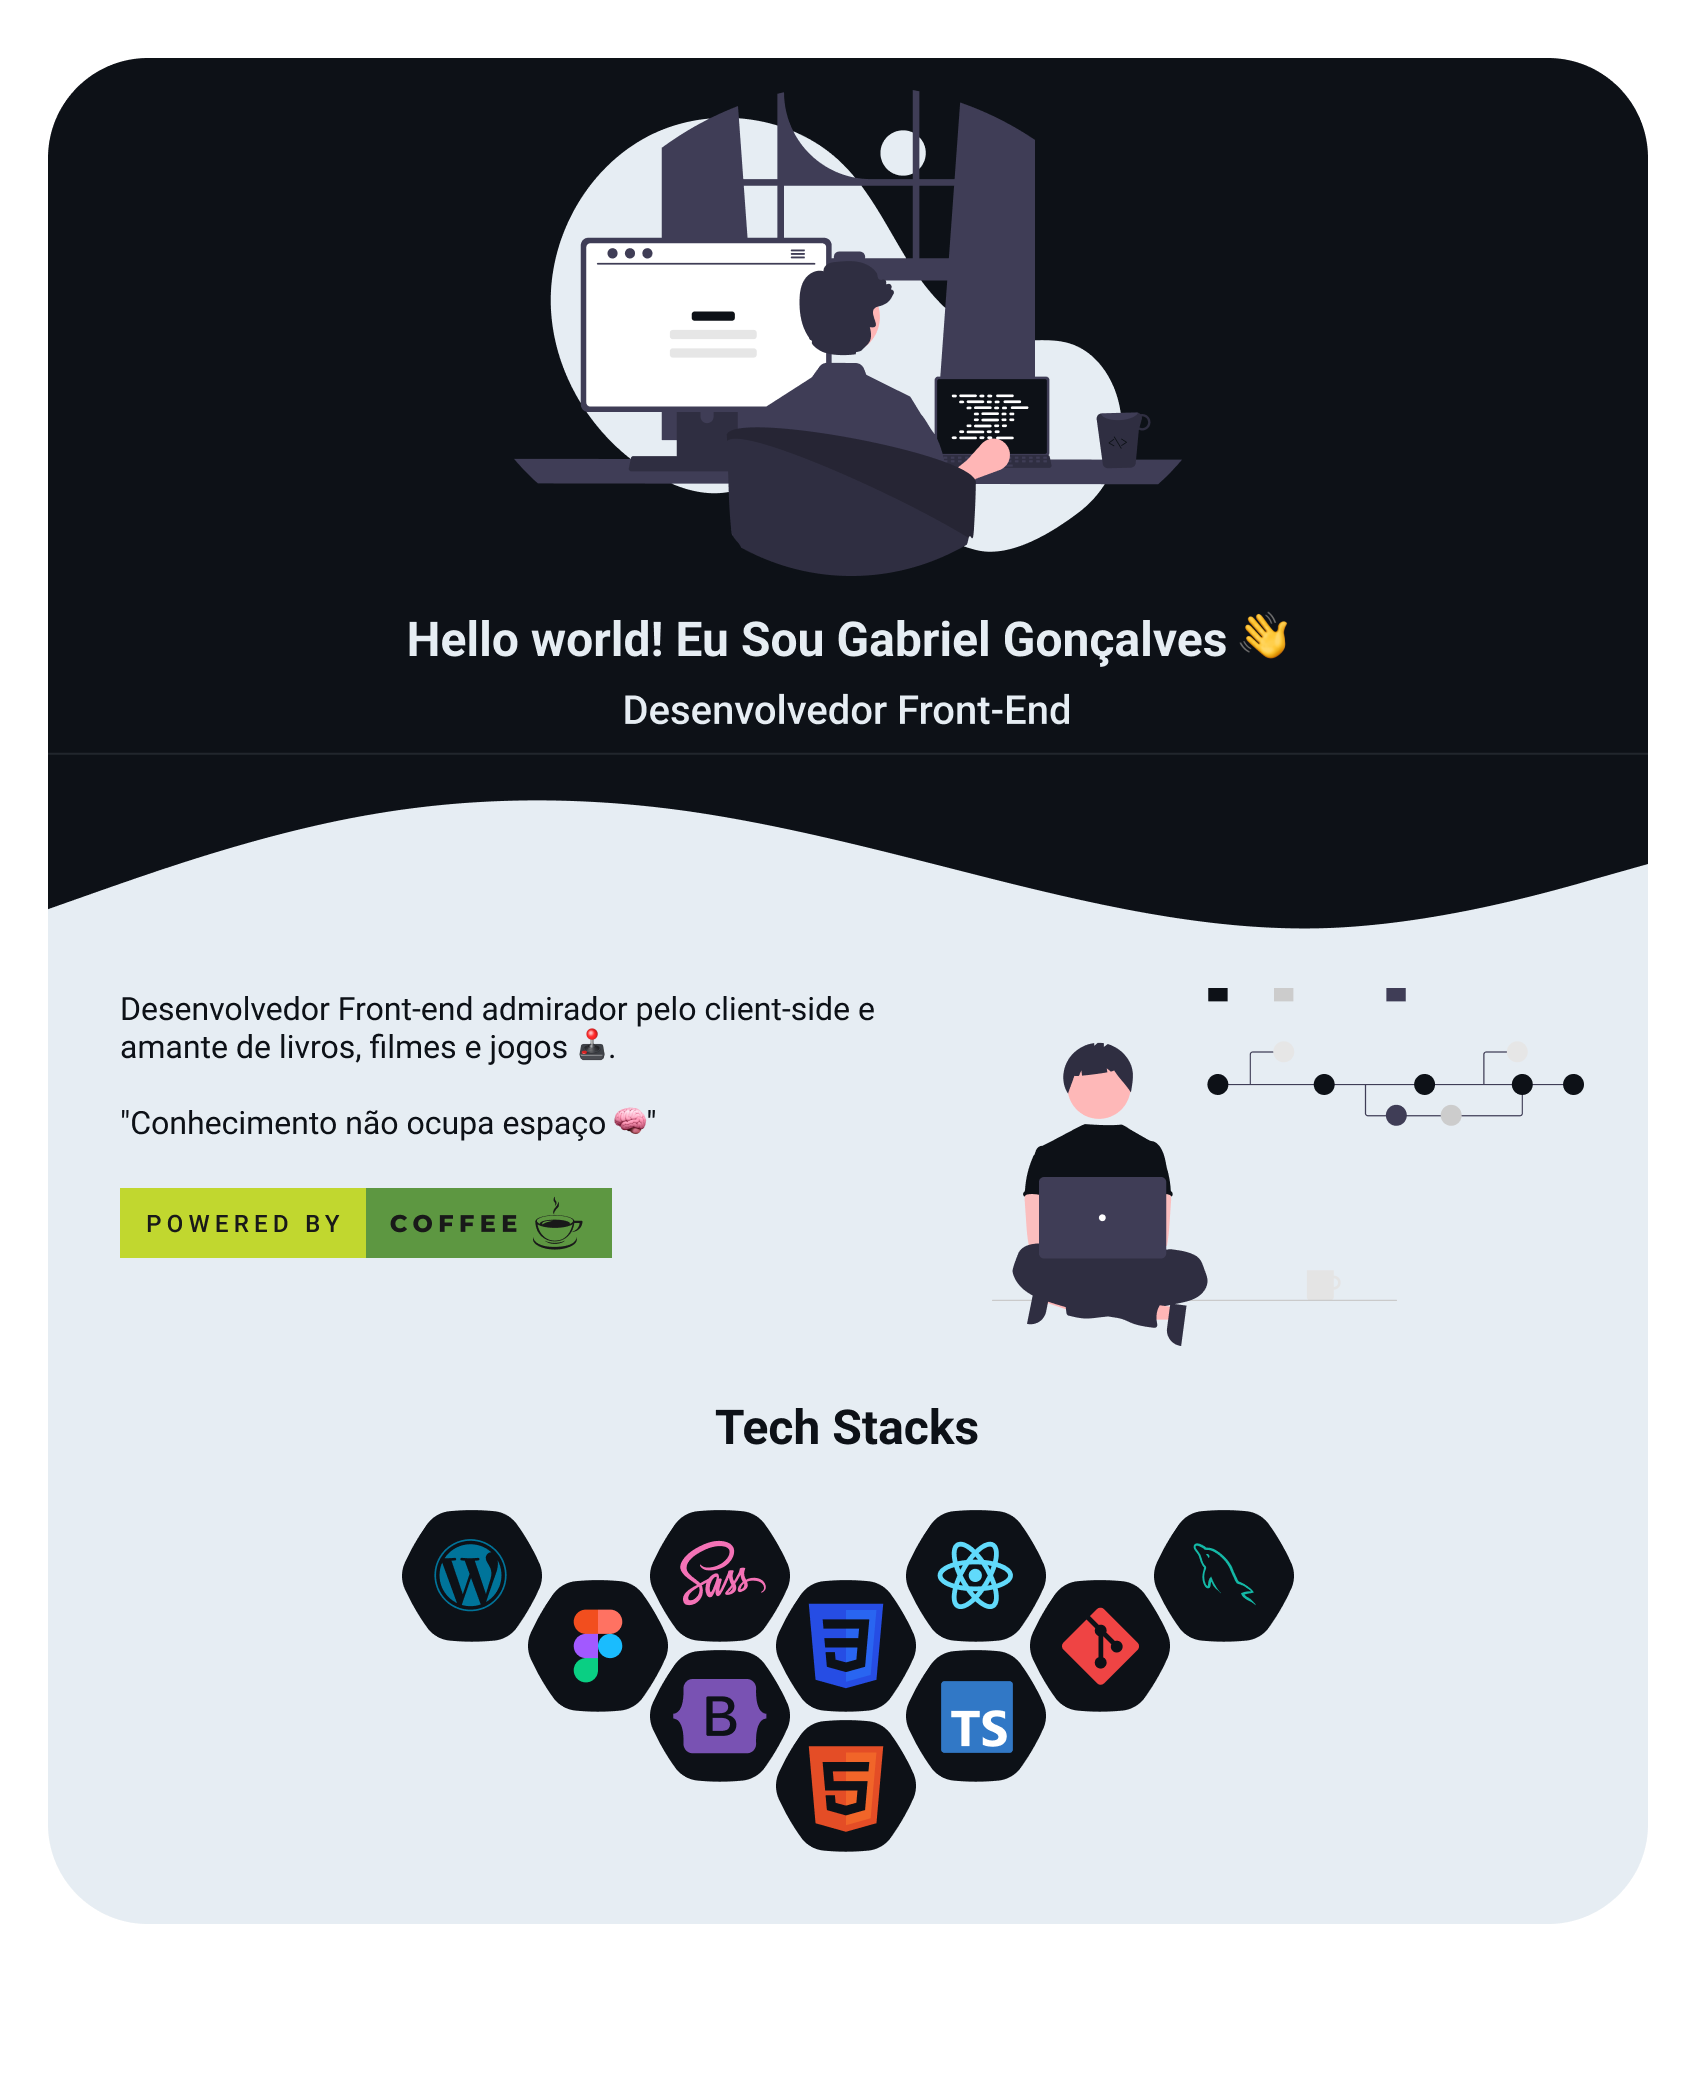 Hello world! Eu Sou Gabriel Gonçalves 👋
Desenvolvedor Front-End
Desenvolvedor Front-end admirador pelo client-side e
amante de livros, filmes e jogos 🕹️.
"Conhecimento não ocupa espaço 🧠"
POWERED BY COFFEE
Tech Stacks
W
Sass
B
TS
5